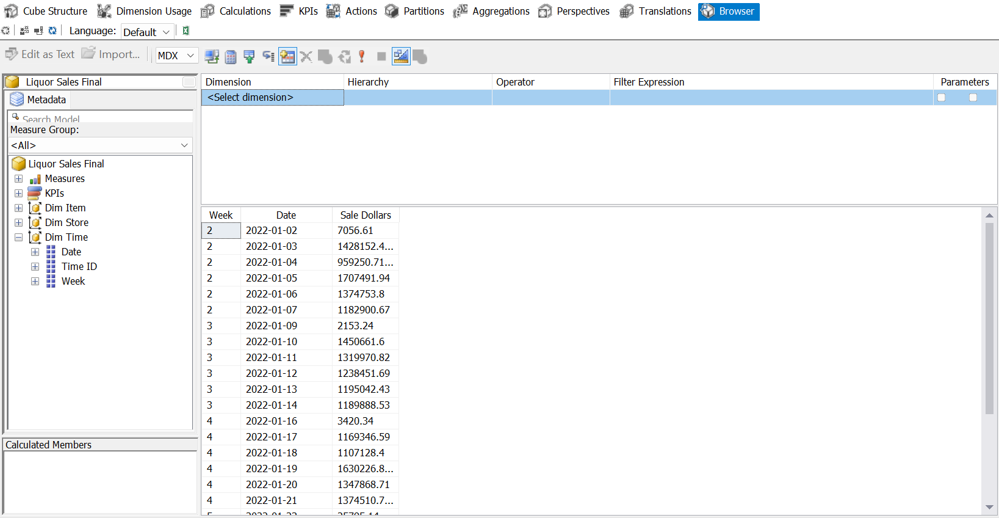 Cube Structure Dimension Usage Calculations KPIs Actions Partitions Aggregations Perspectives Translations Browser
Language: Default
Edit as Text Import... MDX
Liquor Sales Final
Metadata
Search Model
Measure Group:
<All>
Liquor Sales Final
Measures
KPIs
Dim Item
Dim Store
Dim Time
Date
Time ID
Week
Calculated Members
Dimension Hierarchy Operator Filter Expression Parameters
<Select dimension>
Week Date Sale Dollars
2 2022-01-02 7056.61
2 2022-01-03 1428152.4...
2 2022-01-04 959250.71...
2 2022-01-05 1707491.94
2 2022-01-06 1374753.8
2 2022-01-07 1182900.67
3 2022-01-09 2153.24
3 2022-01-10 1450661.6
3 2022-01-11 1319970.82
3 2022-01-12 1238451.69
3 2022-01-13 1195042.43
3 2022-01-14 1189888.53
4 2022-01-16 3420.34
4 2022-01-17 1169346.59
4 2022-01-18 1107128.4
4 2022-01-19 1630226.8...
4 2022-01-20 1347868.71
4 2022-01-21 1374510.7...